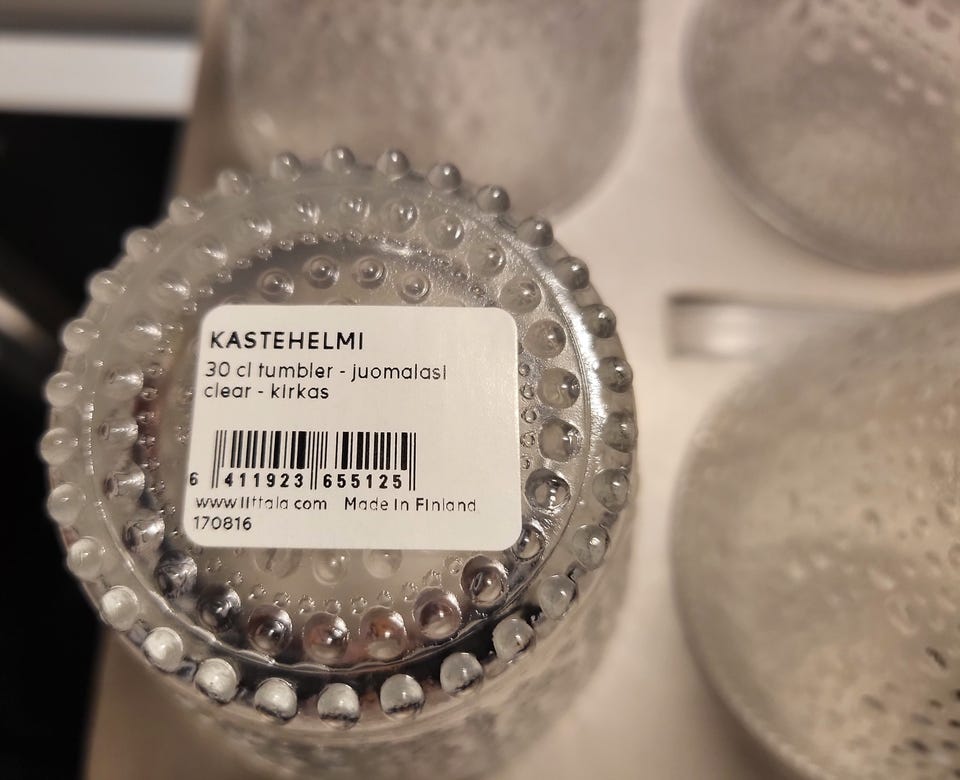 KASTEHELMI
30 cl tumbler - juomalasi
clear - kirkas
6 411923 655125
www.iittala.com Made in Finland
170816